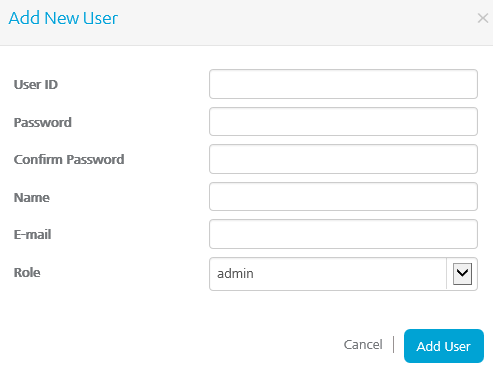 Add New User
User ID
Password
Confirm Password
Name
E-mail
Role admin
Cancel Add User